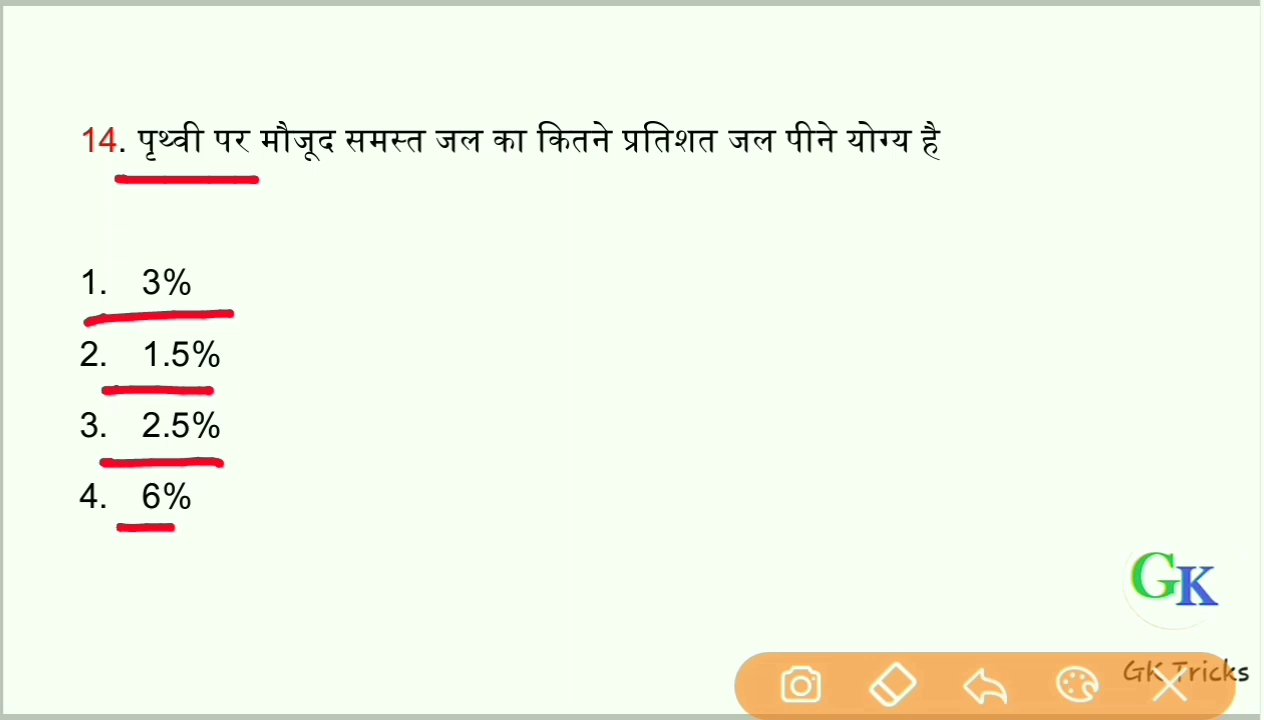 14. पृथ्वी पर मौजूद समस्त जल का कितने प्रतिशत जल पीने योग्य है
1. 3%
2. 1.5%
3. 2.5%
4. 6%
GK
GK Tricks